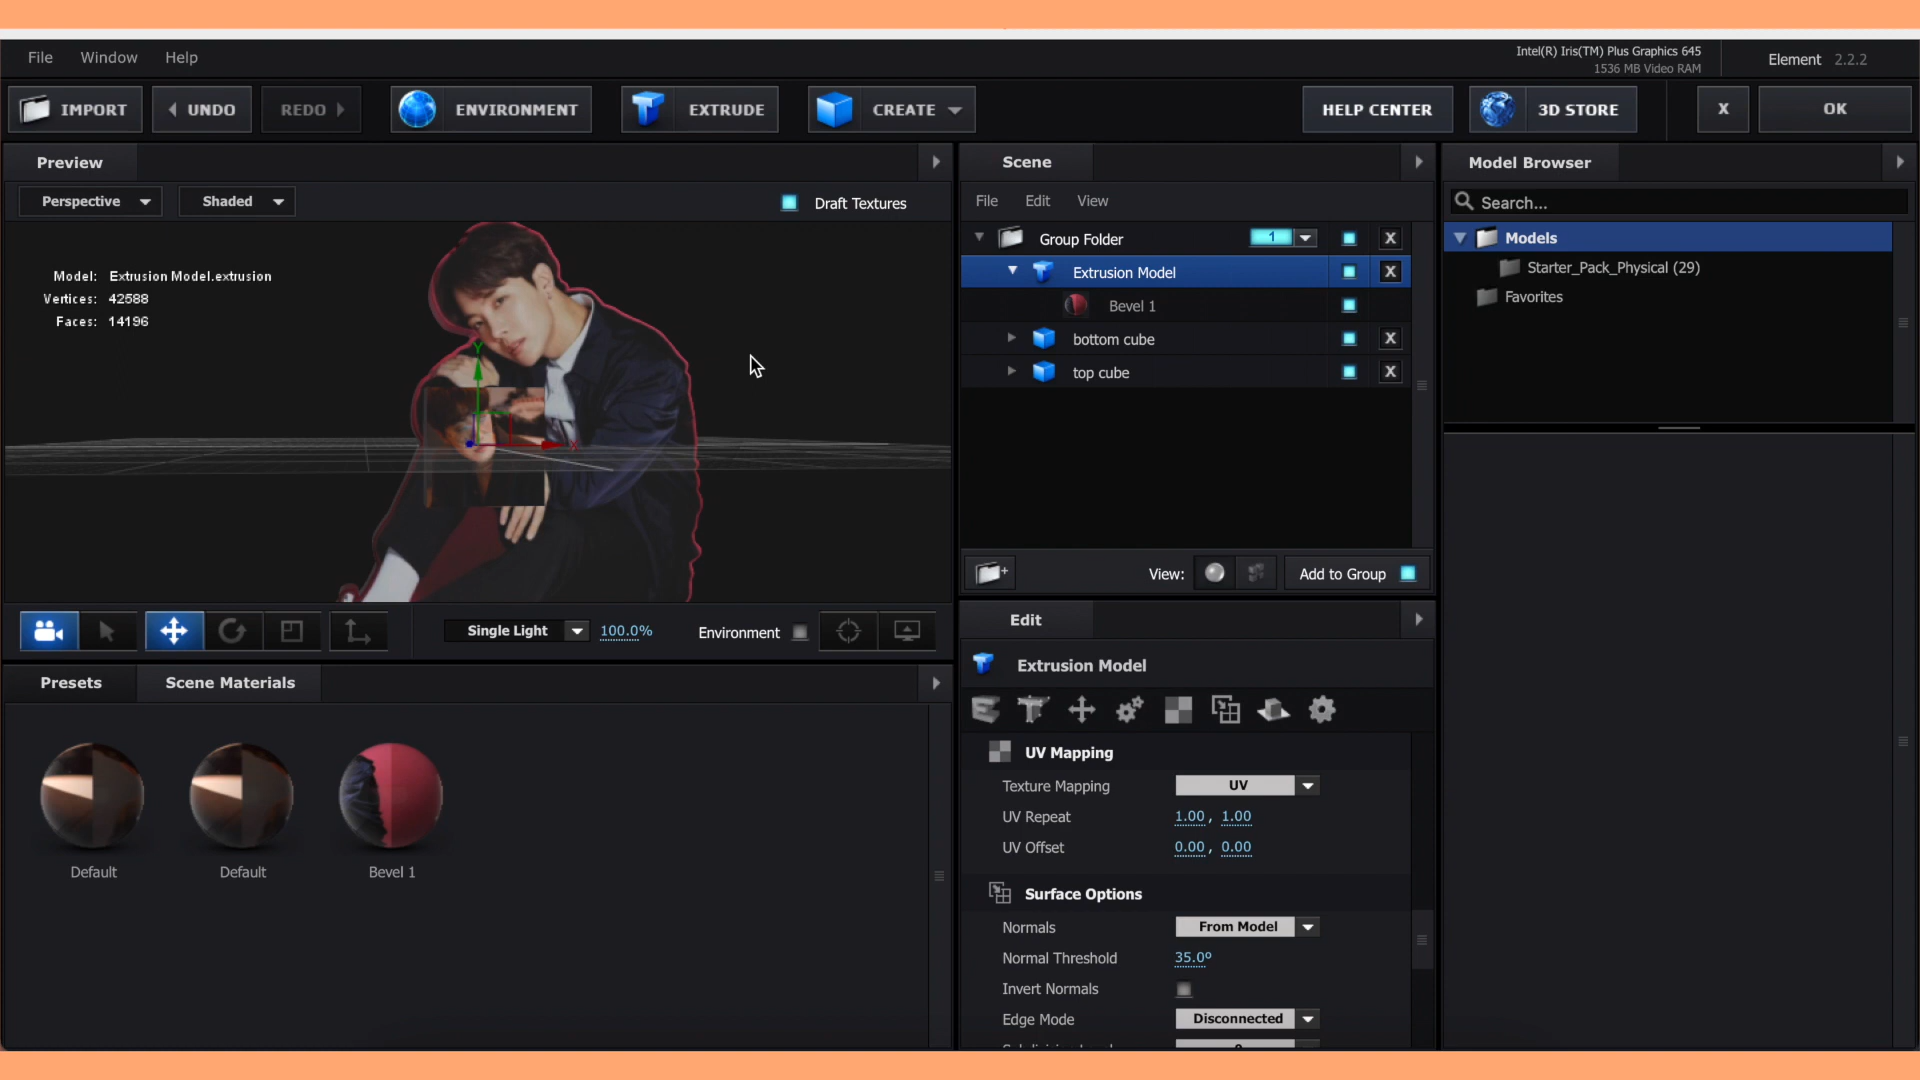 File Window Help
Intel(R) Iris(TM) Plus Graphics 645
1536 MB Video RAM
Element 2.2.2
IMPORT UNDO REDO ENVIRONMENT EXTRUDE CREATE HELP CENTER 3D STORE X OK
Preview
Perspective Shaded Draft Textures
Model: Extrusion Model.extrusion
Vertices: 42588
Faces: 14196
Y
X
Single Light 100.0% Environment
Presets Scene Materials
Default Default Bevel 1
Scene
File Edit View
Group Folder 1 X
Extrusion Model X
Bevel 1
bottom cube X
top cube X
View: Add to Group
Edit
Extrusion Model
UV Mapping
Texture Mapping UV
UV Repeat 1.00, 1.00
UV Offset 0.00, 0.00
Surface Options
Normals From Model
Normal Threshold 35.0º
Invert Normals
Edge Mode Disconnected
Model Browser
Search...
Models
Starter_Pack_Physical (29)
Favorites